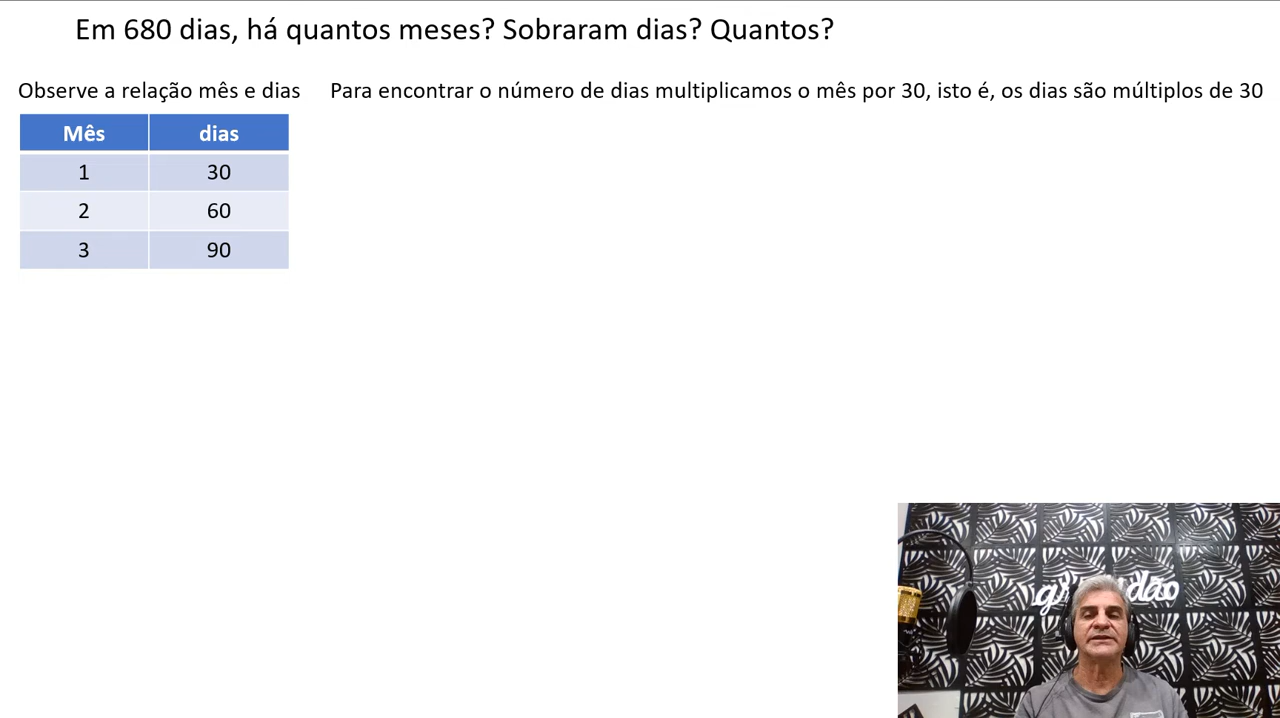 Em 680 dias, há quantos meses? Sobraram dias? Quantos?
Observe a relação mês e dias
Para encontrar o número de dias multiplicamos o mês por 30, isto é, os dias são múltiplos de 30
Mês dias
1 30
2 60
3 90